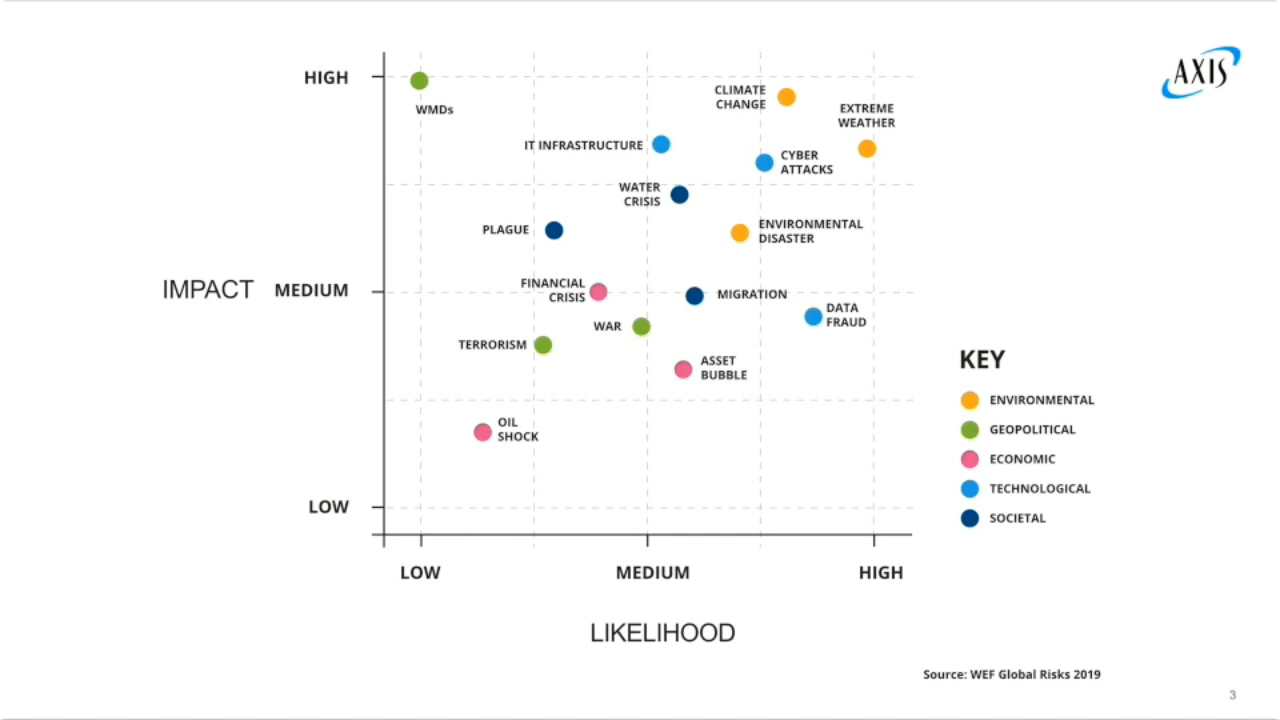 AXIS
HIGH
WMDs
CLIMATE
CHANGE
EXTREME
WEATHER
IT INFRASTRUCTURE
CYBER
ATTACKS
WATER
CRISIS
PLAGUE
ENVIRONMENTAL
DISASTER
IMPACT
MEDIUM
FINANCIAL
CRISIS
MIGRATION
DATA
FRAUD
WAR
TERRORISM
ASSET
BUBBLE
OIL
SHOCK
LOW
KEY
ENVIRONMENTAL
GEOPOLITICAL
ECONOMIC
TECHNOLOGICAL
SOCIETAL
LOW
MEDIUM
HIGH
LIKELIHOOD
Source: WEF Global Risks 2019
3